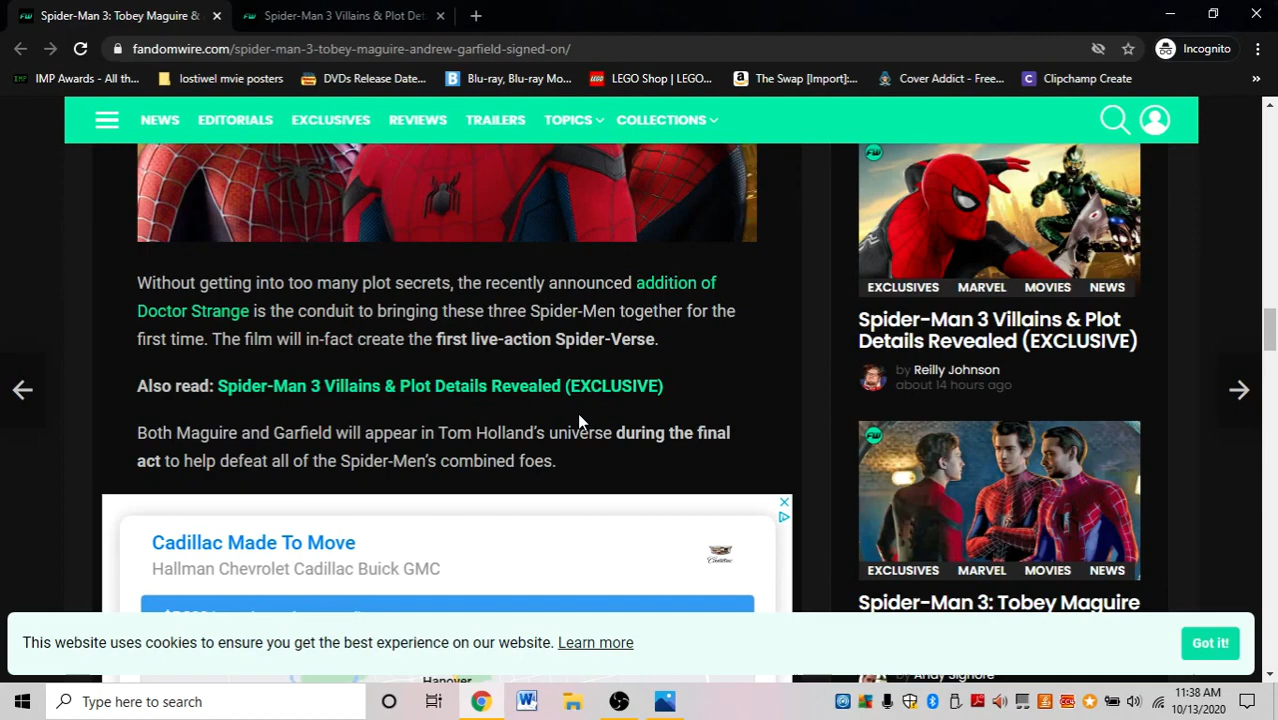 Spider-Man 3: Tobey Maguire &
Spider-Man 3 Villains & Plot Det
fandomwire.com/spider-man-3-tobey-maguire-andrew-garfield-signed-on/
Incognito
IMP Awards - All th...
lostiwel mvie posters
DVDs Release Date...
Blu-ray, Blu-ray Mo...
LEGO Shop | LEGO...
The Swap [Import]:...
Cover Addict - Free...
Clipchamp Create
NEWS
EDITORIALS
EXCLUSIVES
REVIEWS
TRAILERS
TOPICS
COLLECTIONS
Without getting into too many plot secrets, the recently announced addition of
Doctor Strange is the conduit to bringing these three Spider-Men together for the
first time. The film will in-fact create the first live-action Spider-Verse.
Also read: Spider-Man 3 Villains & Plot Details Revealed (EXCLUSIVE)
Both Maguire and Garfield will appear in Tom Holland's universe during the final
act to help defeat all of the Spider-Men's combined foes.
Cadillac Made To Move
Hallman Chevrolet Cadillac Buick GMC
Cadillac
Hanover
FW
EXCLUSIVES MARVEL MOVIES NEWS
Spider-Man 3 Villains & Plot
Details Revealed (EXCLUSIVE)
by Reilly Johnson
about 14 hours ago
FW
EXCLUSIVES MARVEL MOVIES NEWS
Spider-Man 3: Tobey Maguire
by Andy Signore
This website uses cookies to ensure you get the best experience on our website. Learn more
Got it!
Type here to search
11:38 AM
10/13/2020